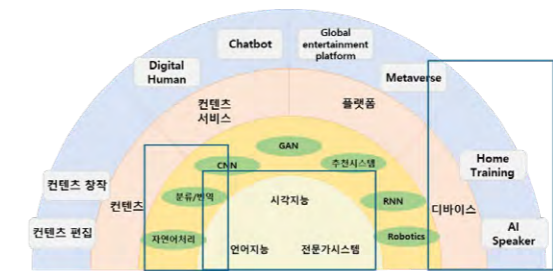 Global
entertainment
platform
Chatbot
Digital
Human
Metaverse
컨텐츠
서비스
플랫폼
GAN
CNN
추천시스템
Home
Training
컨텐츠 창작
분류/번역
시각지능
RNN
컨텐츠
디바이스
컨텐츠 편집
자연어처리
언어지능
전문가시스템
Robotics
AI
Speaker